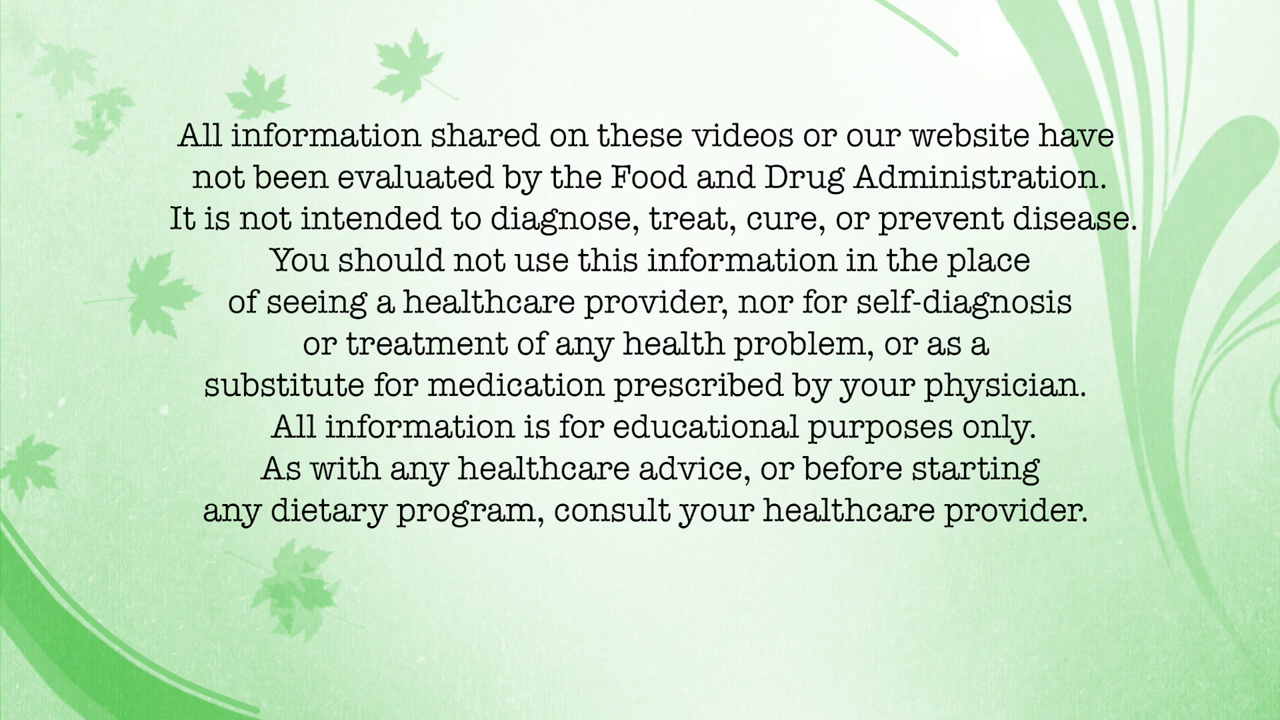 All information shared on these videos or our website have
not been evaluated by the Food and Drug Administration.
It is not intended to diagnose, treat, cure, or prevent disease.
You should not use this information in the place
of seeing a healthcare provider, nor for self-diagnosis
or treatment of any health problem, or as a
substitute for medication prescribed by your physician.
All information is for educational purposes only.
As with any healthcare advice, or before starting
any dietary program, consult your healthcare provider.